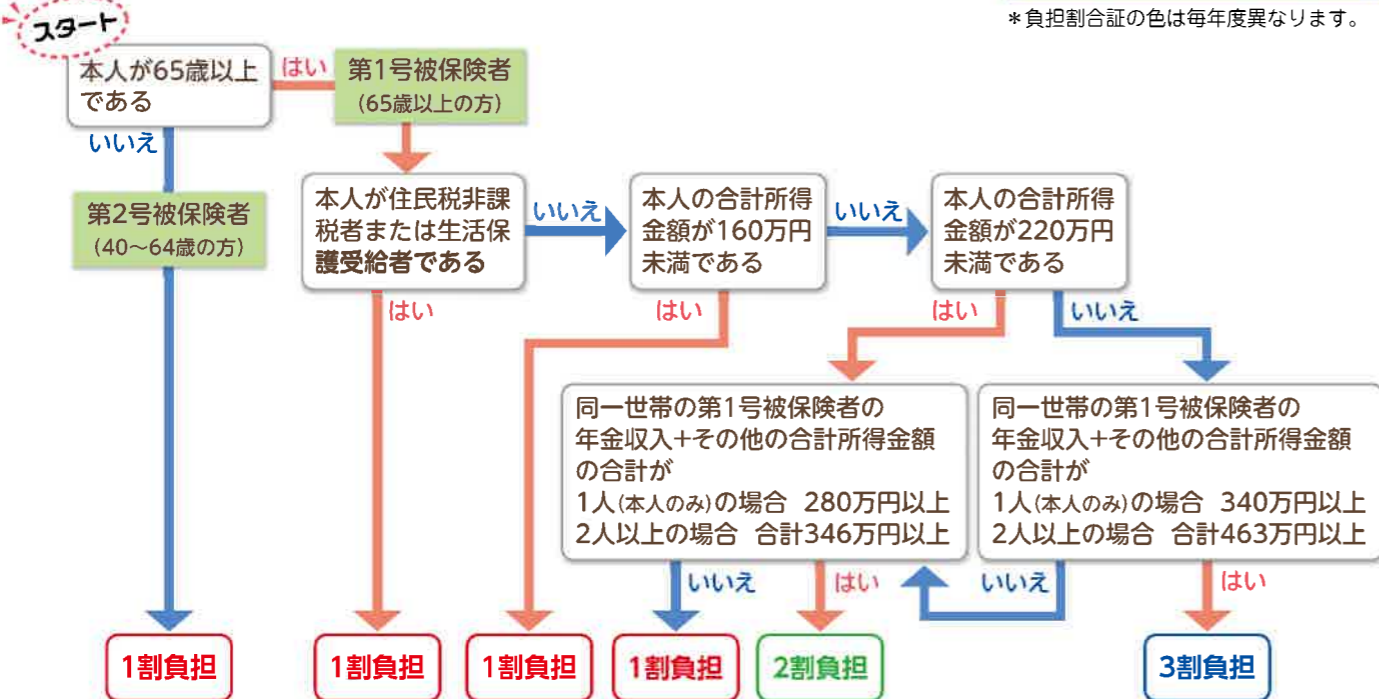 ＊負担割合証の色は毎年度異なります。
スタート
本人が65歳以上
である
はい
第1号被保険者
(65歳以上の方)
いいえ
第2号被保険者
(40〜64歳の方)
本人が住民税非課
税者または生活保
護受給者である
いいえ
本人の合計所得
金額が160万円
未満である
いいえ
本人の合計所得
金額が220万円
未満である
はい
はい
はい
いいえ
同一世帯の第1号被保険者の
年金収入+その他の合計所得金額
の合計が
1人(本人のみ)の場合 280万円以上
2人以上の場合 合計346万円以上
同一世帯の第1号被保険者の
年金収入+その他の合計所得金額
の合計が
1人(本人のみ)の場合 340万円以上
2人以上の場合 合計463万円以上
いいえ
はい
いいえ
はい
1割負担
1割負担
1割負担
1割負担
2割負担
3割負担